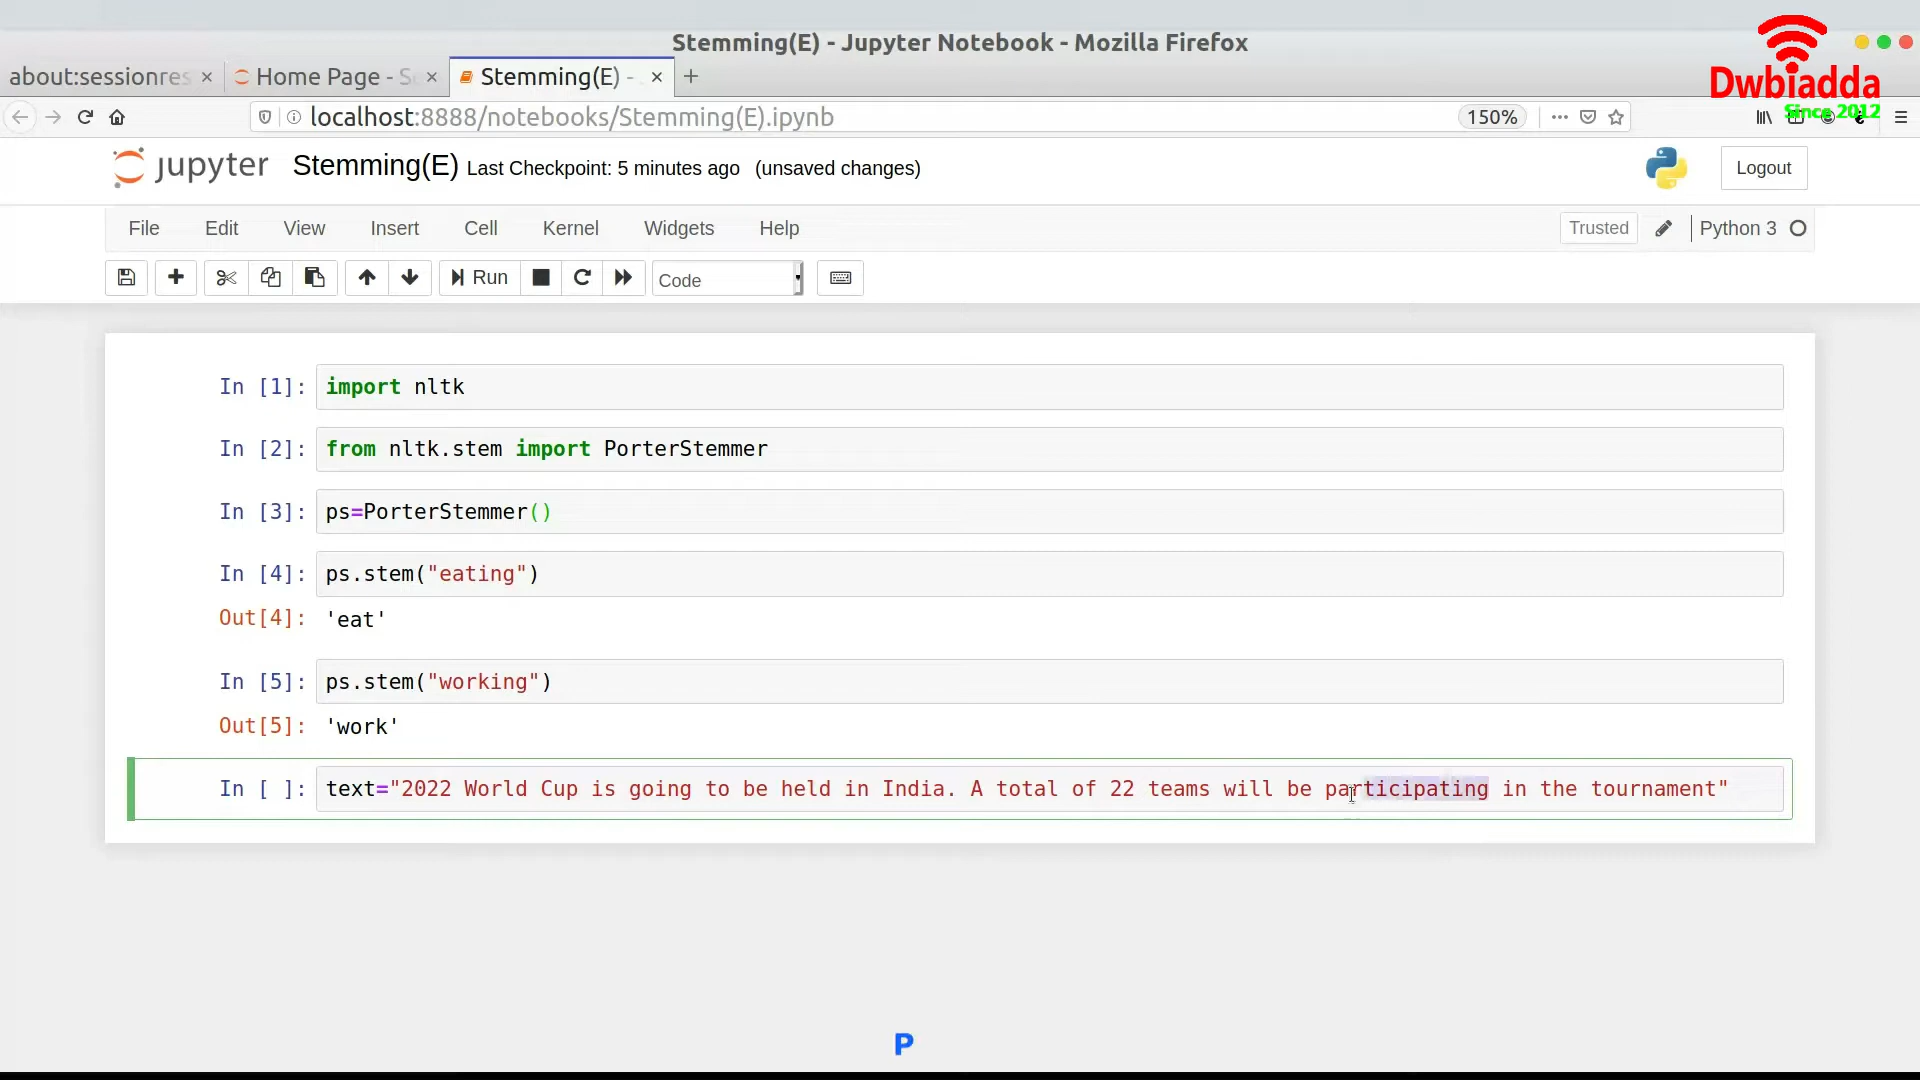 Stemming(E) - Jupyter Notebook - Mozilla Firefox
about:sessionres × Home Page - S × Stemming(E) - × +
Dwbiadda
Since 2012
localhost:8888/notebooks/Stemming(E).ipynb 150%
jupyter Stemming(E) Last Checkpoint: 5 minutes ago (unsaved changes) Logout
File Edit View Insert Cell Kernel Widgets Help Trusted Python 3
Run Code
In [1]: import nltk
In [2]: from nltk.stem import PorterStemmer
In [3]: ps=PorterStemmer()
In [4]: ps.stem("eating")
Out[4]: 'eat'
In [5]: ps.stem("working")
Out[5]: 'work'
In [ ]: text="2022 World Cup is going to be held in India. A total of 22 teams will be participating in the tournament"
P